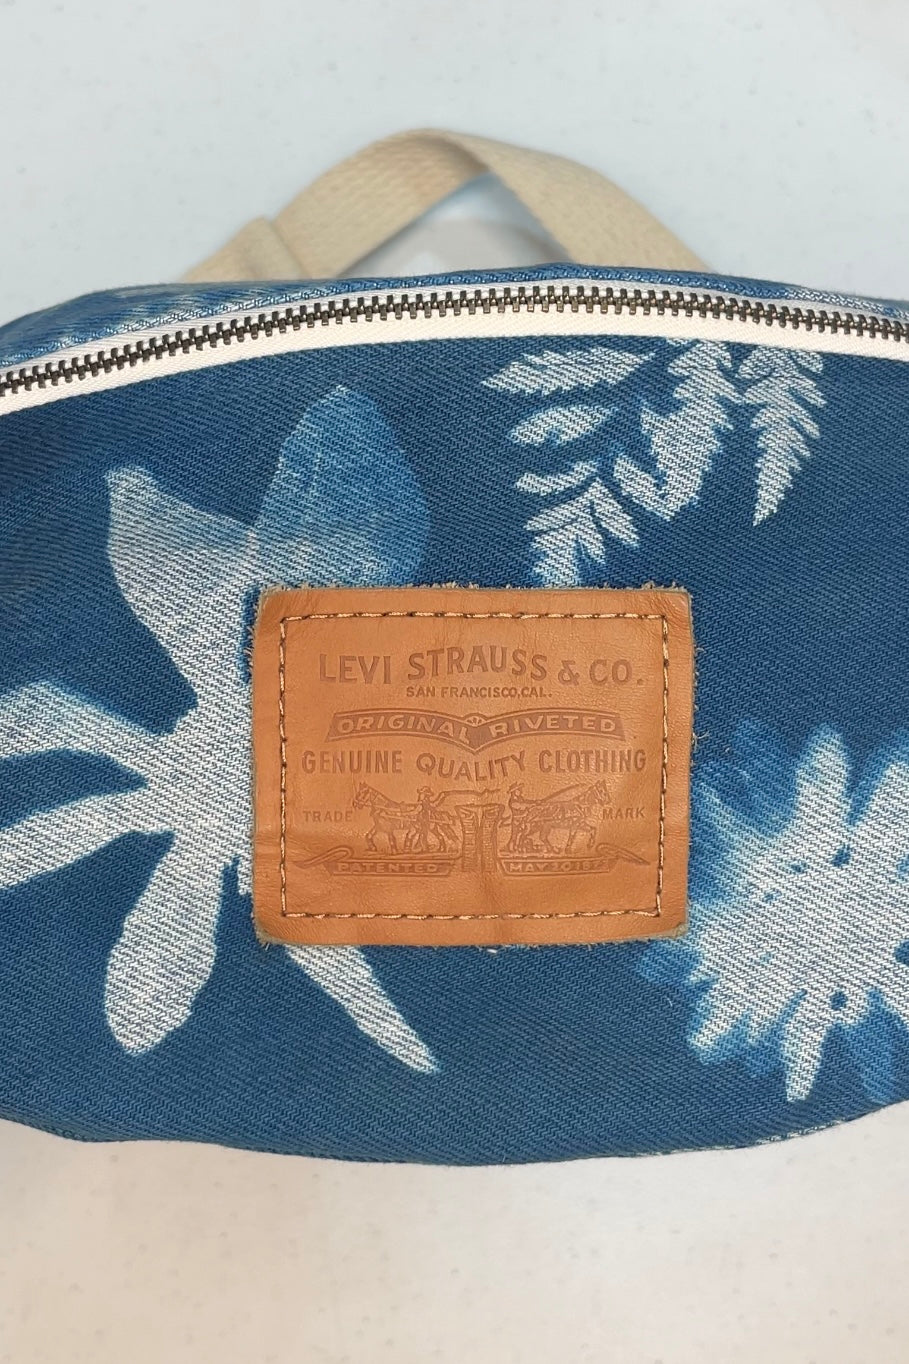 LEVI STRAUSS & CO.
SAN FRANCISCO, CAL.
ORIGINAL RIVETED
GENUINE QUALITY CLOTHING
TRADE MARK
PATENTED MAY 20 1873